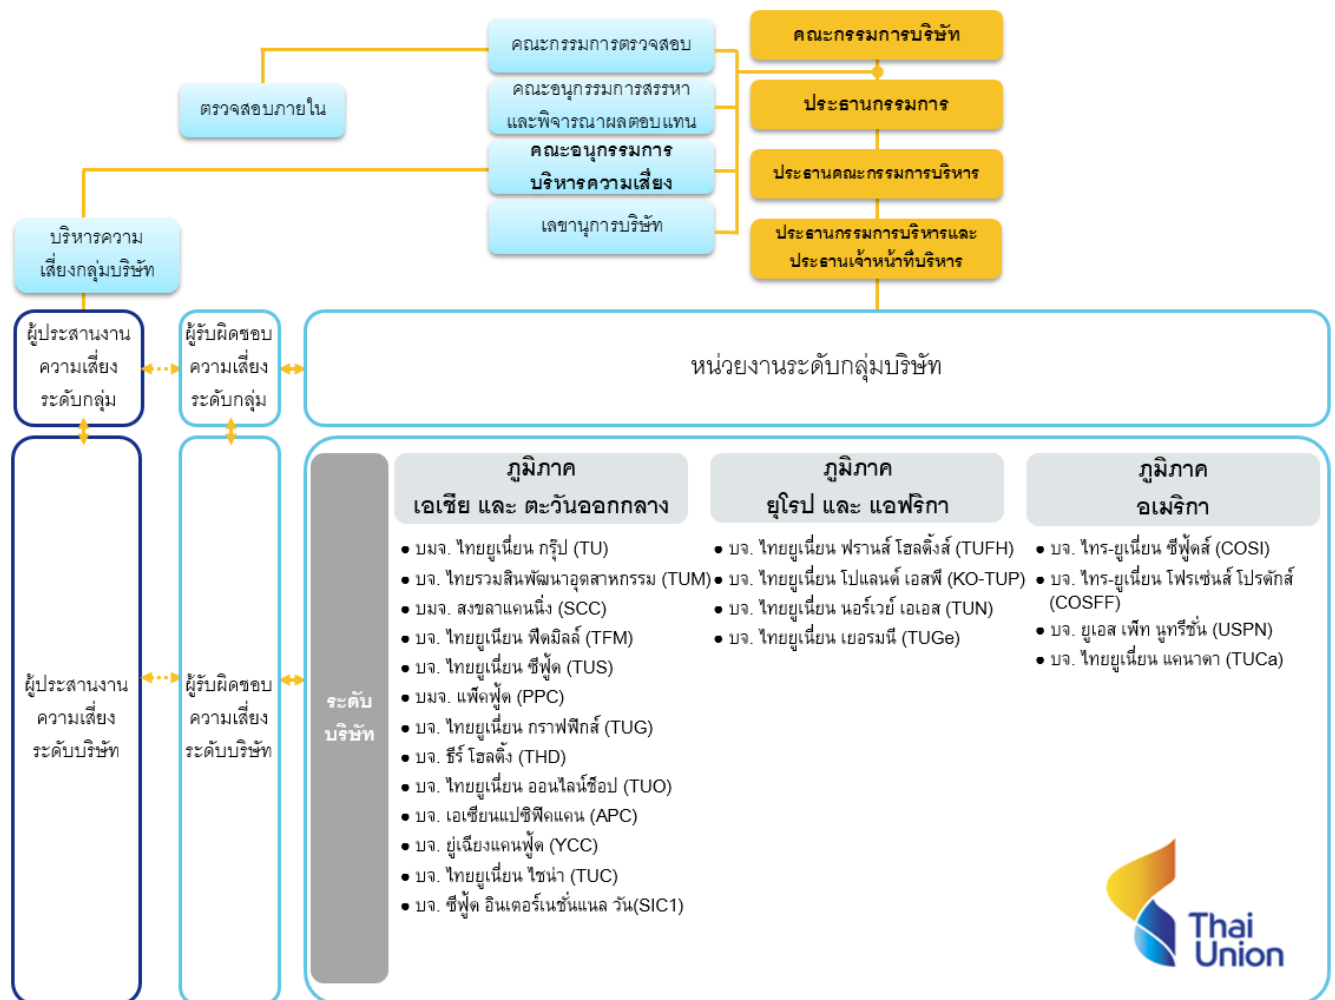 คณะกรรมการบริษัท
คณะกรรมการตรวจสอบ
ประธานกรรมการ
คณะอนุกรรมการสรรหา
และพิจารณาผลตอบแทน
ตรวจสอบภายใน
คณะอนุกรรมการ
บริหารความเสี่ยง
ประธานคณะกรรมการบริหาร
เลขานุการบริษัท
ประธานกรรมการบริหารและ
ประธานเจ้าหน้าที่บริหาร
บริหารความ
เสี่ยงกลุ่มบริษัท
ผู้ประสานงาน
ความเสี่ยง
ระดับกลุ่ม
ผู้รับผิดชอบ
ความเสี่ยง
ระดับกลุ่ม
หน่วยงานระดับกลุ่มบริษัท
ผู้ประสานงาน
ความเสี่ยง
ระดับบริษัท
ผู้รับผิดชอบ
ความเสี่ยง
ระดับบริษัท
ระดับ
บริษัท
ภูมิภาค
เอเชีย และ ตะวันออกกลาง
● บมจ. ไทยยูเนี่ยน กรุ๊ป (TU)
● บจ. ไทยรวมสินพัฒนาอุตสาหกรรม (TUM)
● บมจ. สงขลาแคนนิ่ง (SCC)
● บจ. ไทยยูเนียน ฟีดมิลล์ (TFM)
● บจ. ไทยยูเนี่ยน ซีฟู้ด (TUS)
● บมจ. แพ็คฟู้ด (PPC)
● บจ. ไทยยูเนี่ยน กราฟฟิกส์ (TUG)
● บจ. ธีร์ โฮลดิ้ง (THD)
● บจ. ไทยยูเนี่ยน ออนไลน์ช็อป (TUO)
● บจ. เอเชียนแปซิฟิคแคน (APC)
● บจ. ยู่เฉียงแคนฟู้ด (YCC)
● บจ. ไทยยูเนี่ยน ไชน่า (TUC)
● บจ. ซีฟู้ด อินเตอร์เนชั่นแนล วัน(SIC1)
ภูมิภาค
ยุโรป และ แอฟริกา
● บจ. ไทยยูเนี่ยน ฟรานส์ โฮลดิ้งส์ (TUFH)
● บจ. ไทยยูเนี่ยน โปแลนด์ เอสพี (KO-TUP)
● บจ. ไทยยูเนี่ยน นอร์เวย์ เอเอส (TUN)
● บจ. ไทยยูเนี่ยน เยอรมนี (TUGe)
ภูมิภาค
อเมริกา
● บจ. ไทร-ยูเนี่ยน ซีฟู้ดส์ (COSI)
● บจ. ไทร-ยูเนี่ยน โฟรเซ่นส์ โปรดักส์
(COSFF)
● บจ. ยูเอส เพ็ท นูทรีชั่น (USPN)
● บจ. ไทยยูเนี่ยน แคนาดา (TUCa)
Thai
Union